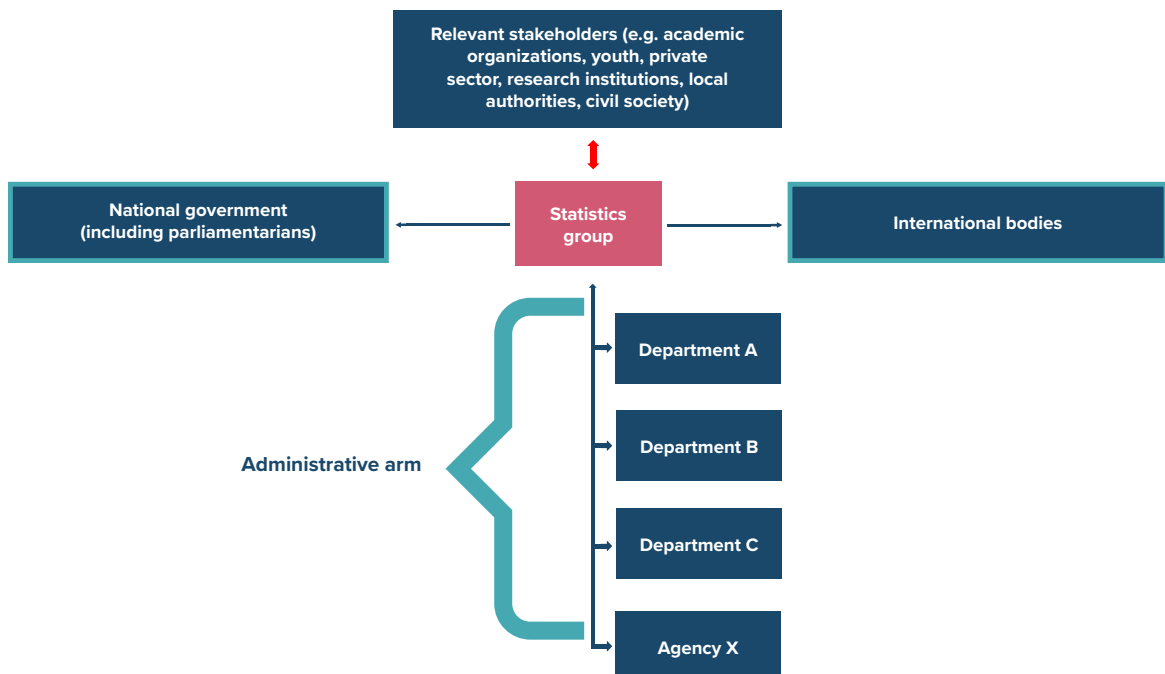 Relevant stakeholders (e.g. academic
organizations, youth, private
sector, research institutions, local
authorities, civil society)
National government
(including parliamentarians)
Statistics
group
International bodies
Department A
Department B
Administrative arm
Department C
Agency X